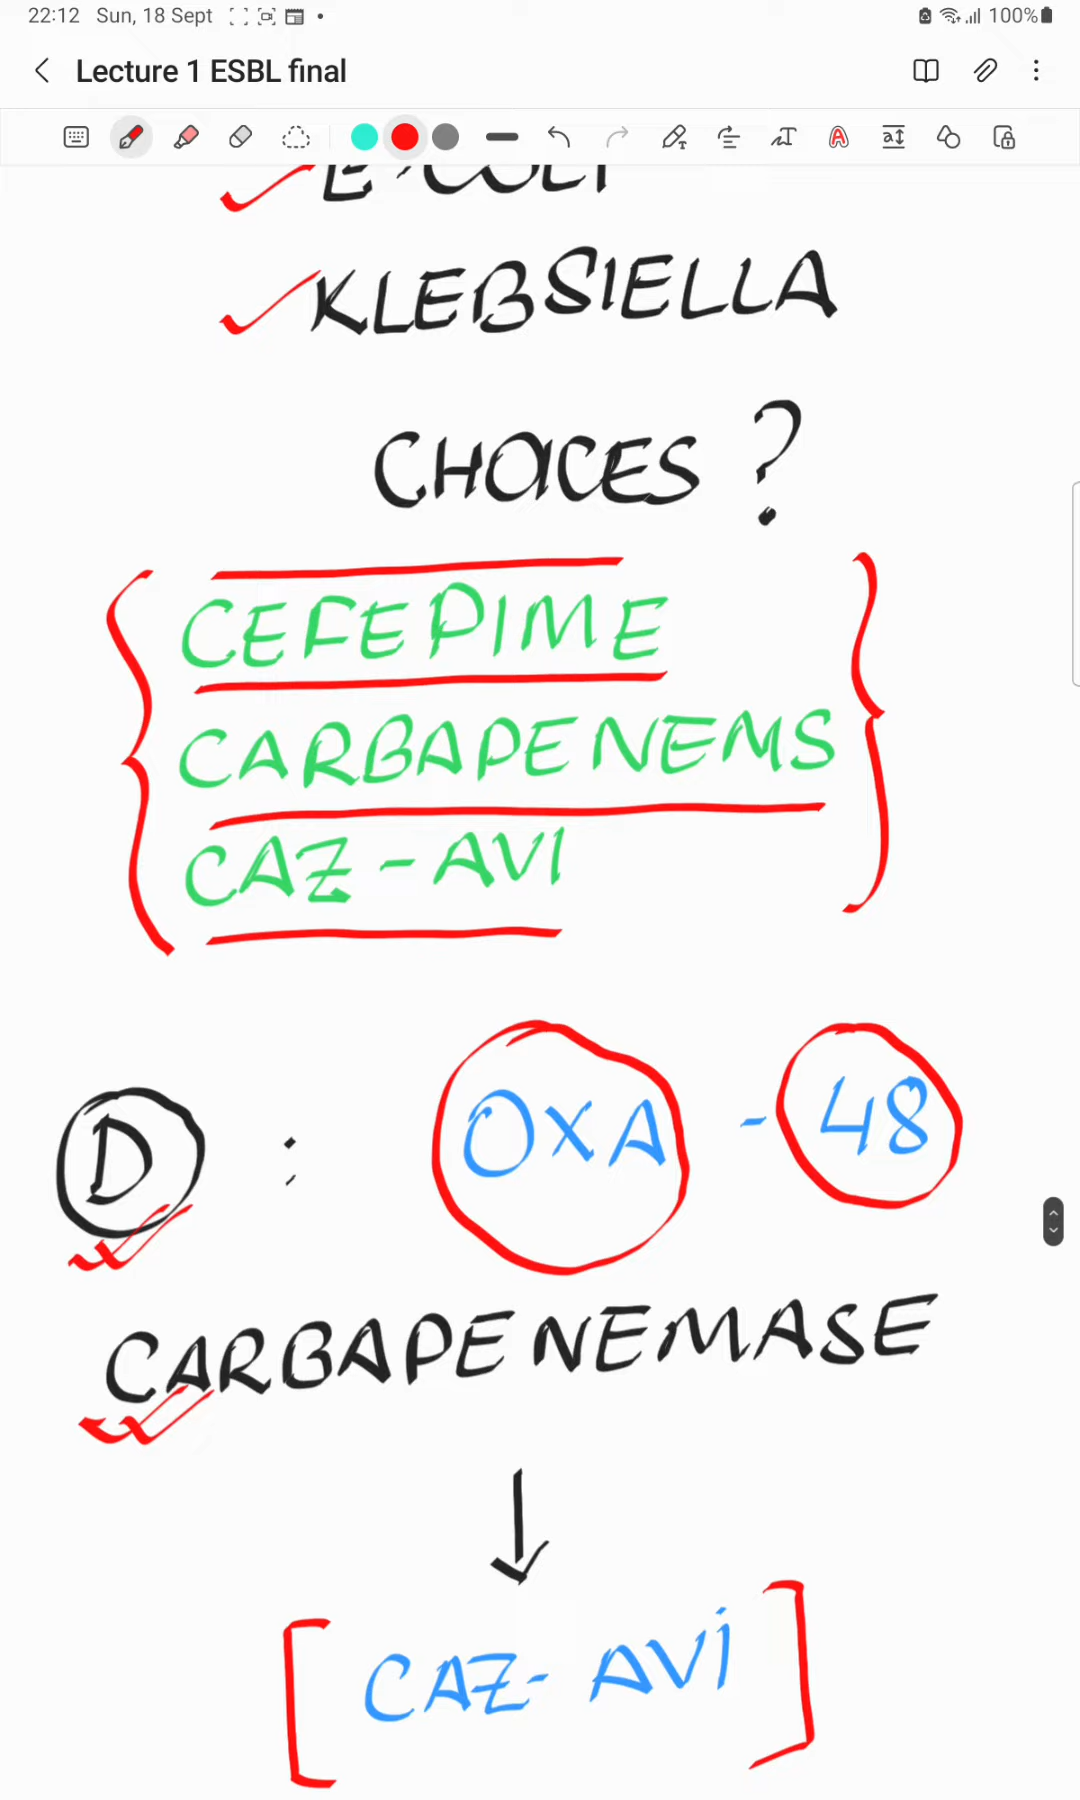 22:12 Sun, 18 Sept 100%
Lecture 1 ESBL final
E.COLI
KLEBSIELLA
CHOICES ?
CEFEPIME
CARBAPENEMS
CAZ-AVI
D : OXA - 48
CARBAPENEMASE
CAZ- AVi